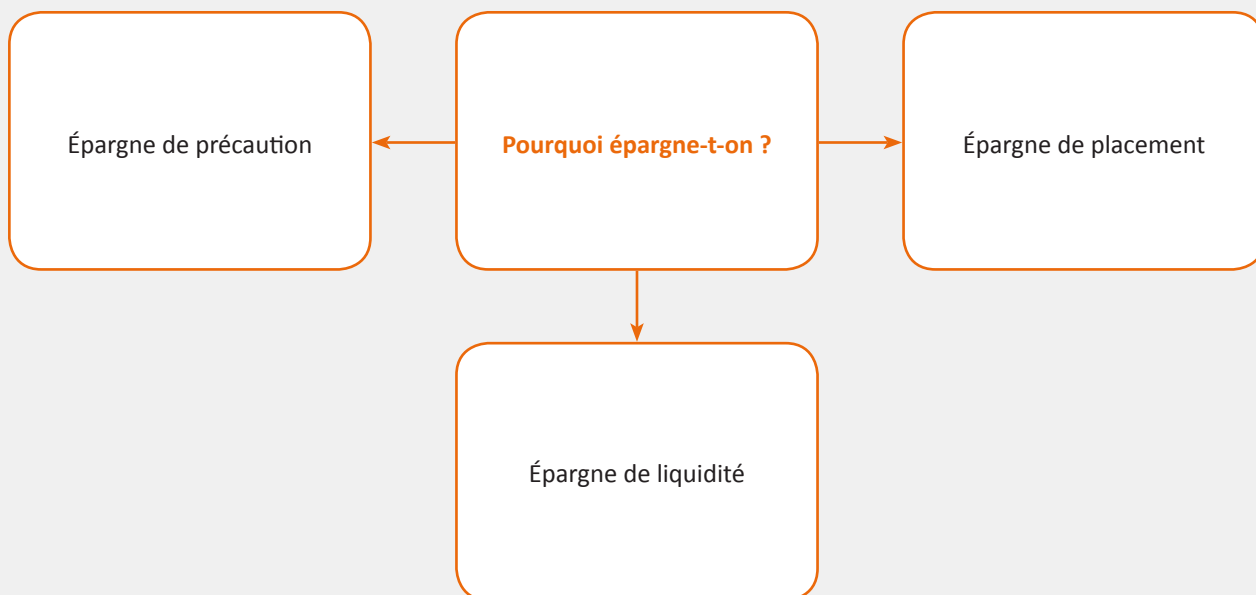 Épargne de précaution
Pourquoi épargne-t-on ?
Épargne de placement
Épargne de liquidité